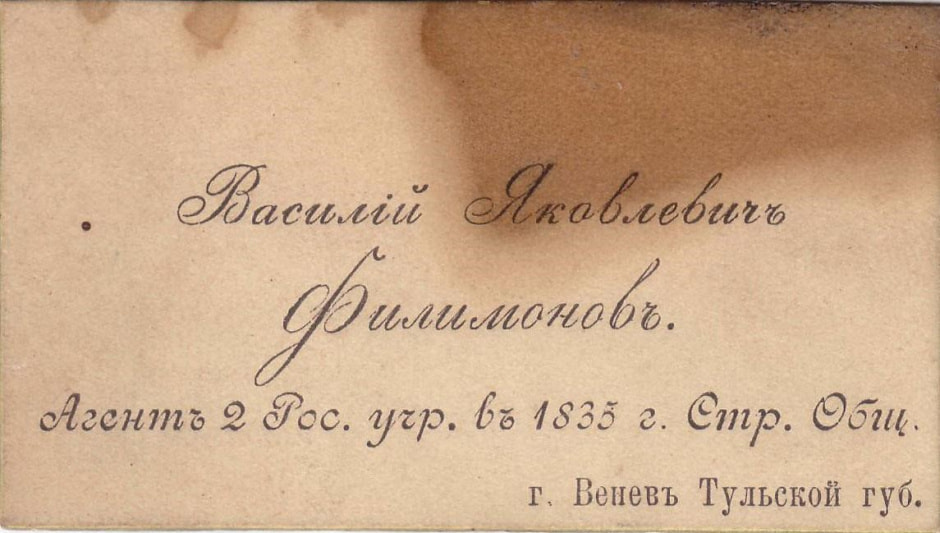 Василій Яковлевичъ
Филимоновъ.
Агентъ 2 Рос. учр. въ 1835 г. Стр. Общ.
г. Веневъ Тульской губ.